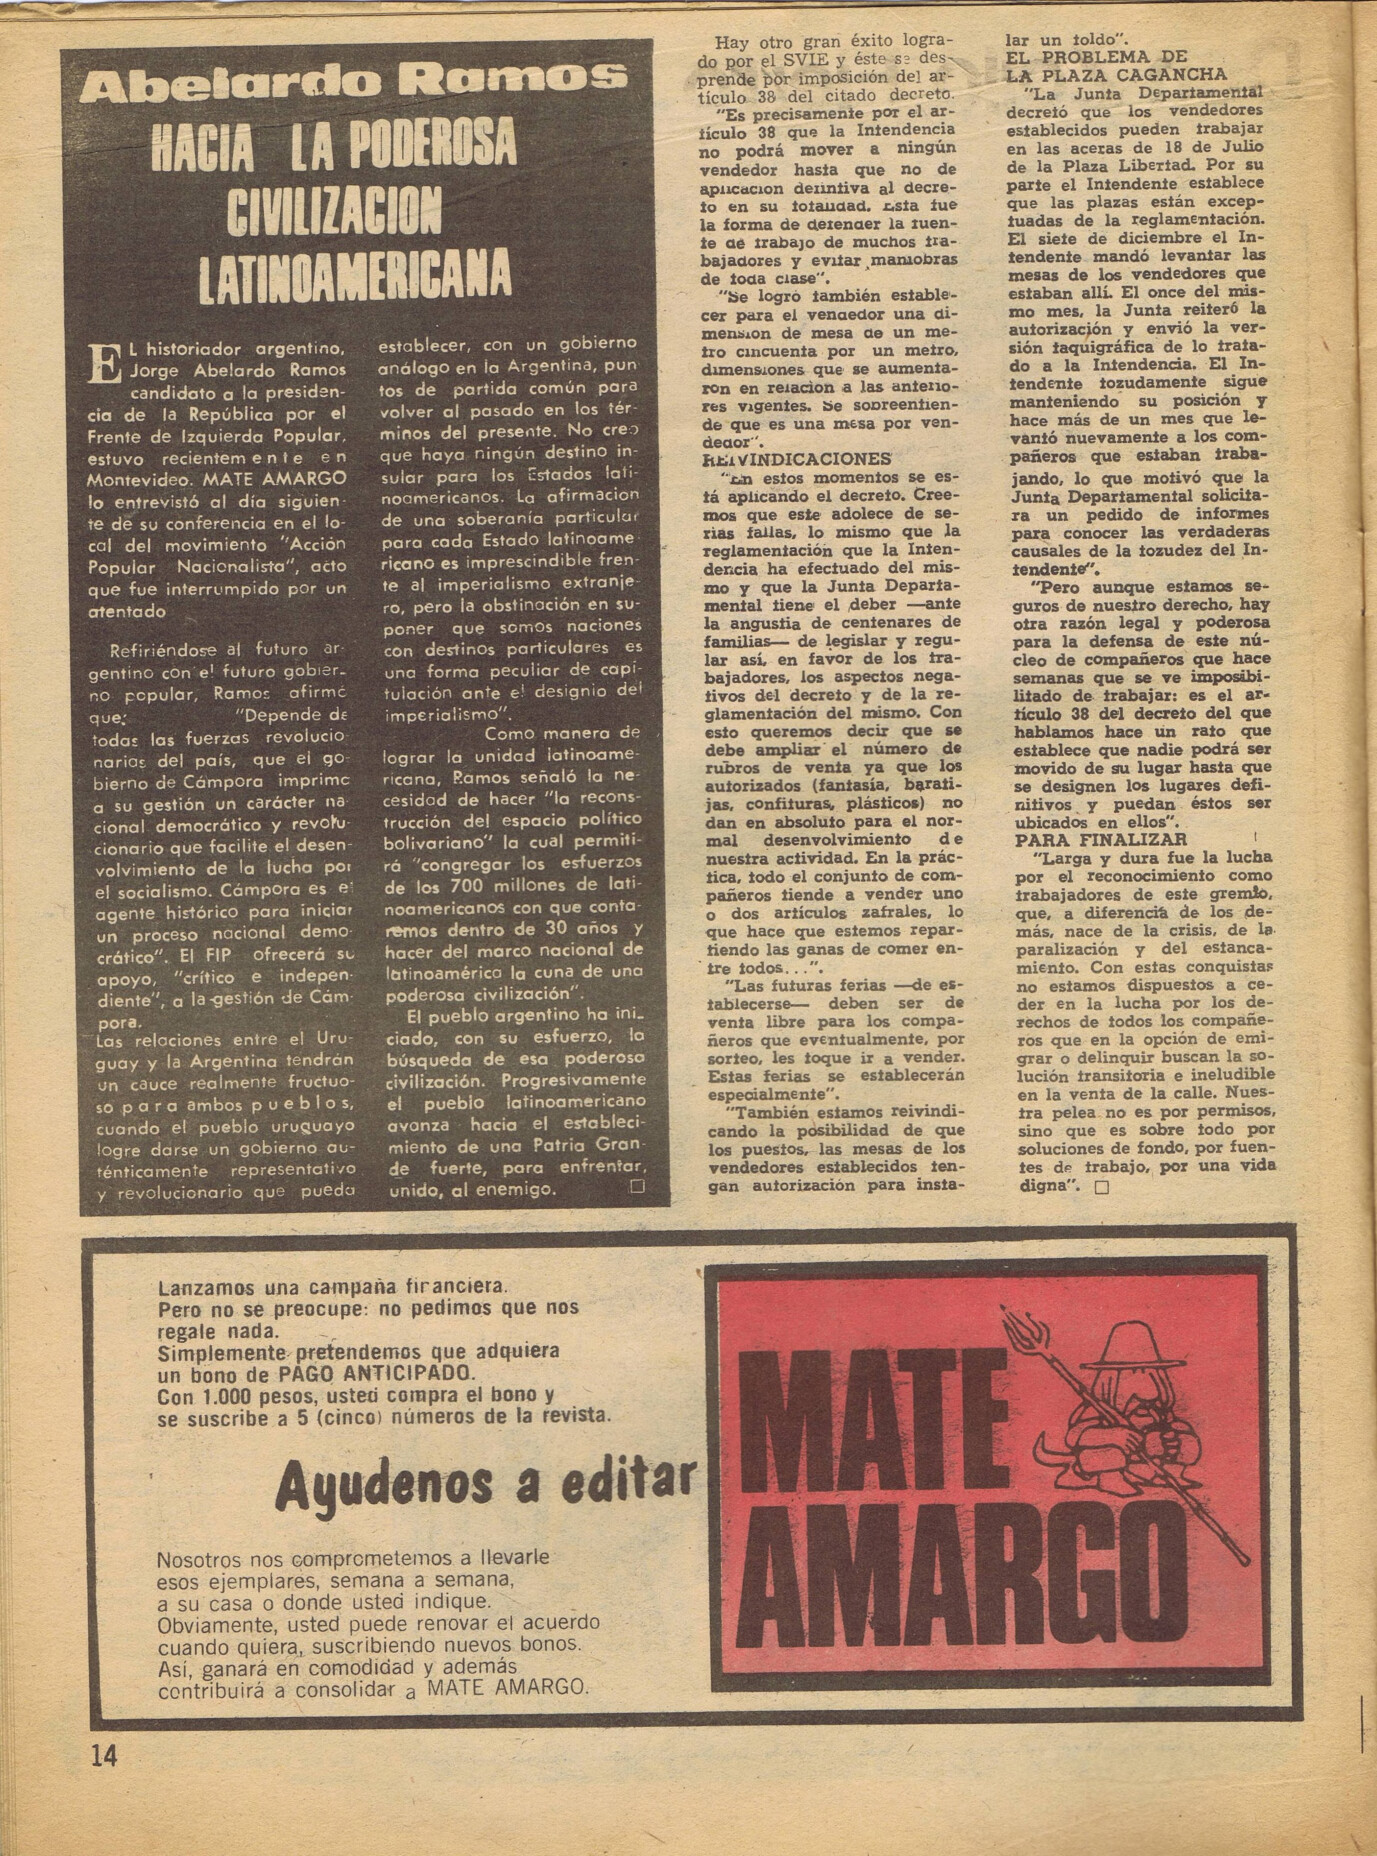 Abelardo Ramos
HACIA LA PODEROSA
CIVILIZACION
LATINOAMERICANA
EL historiador argentino,
Jorge Abelardo Ramos
candidato a la presiden-
cia de la República por el
Frente de Izquierda Popular,
estuvo recientemente en
Montevideo. MATE AMARGO
lo entrevistó al día siguien-
te de su conferencia en el lo-
cal del movimiento "Acción
Popular Nacionalista", acto
que fue interrumpido por un
atentado
Refiriéndose al futuro ar-
gentino con el futuro gobier-
no popular, Ramos afirmó
que: "Depende de
todas las fuerzas revolucio-
narias del país, que el go-
bierno de Cámpora imprima
a su gestión un carácter na-
cional democrático y revolu-
cionario que facilite el desen-
volvimiento de la lucha por
el socialismo. Cámpora es el
agente histórico para iniciar
un proceso nacional demo-
crático". El FIP ofrecerá su
apoyo, "crítico e indepen-
diente", a la gestión de Cám-
pora.
Las relaciones entre el Uru-
guay y la Argentina tendrán
un cauce realmente fructuo-
so para ambos pueblos,
cuando el pueblo uruguayo
logre darse un gobierno au-
ténticamente representativo
y revolucionario que pueda
establecer, con un gobierno
análogo en la Argentina, pun
tos de partida común para
volver al pasado en los tér-
minos del presente. No creo
que haya ningún destino in-
sular para los Estados lati-
noamericanos. La afirmacion
de una soberanía particular
para cada Estado latinoame-
ricano es imprescindible fren-
te al imperialismo extranje-
ro, pero la obstinación en su-
poner que somos naciones
con destinos particulares es
una forma peculiar de capi-
tulación ante el designio del
imperialismo".
Como manera de
lograr la unidad latinoame-
ricana, Ramos señaló la ne-
cesidad de hacer "la recons-
trucción del espacio político
bolivariano" la cual permiti-
rá "congregar los esfuerzos
de los 700 millones de lati-
noamericanos con que conta-
remos dentro de 30 años y
hacer del marco nacional de
latinoamérica la cuna de una
poderosa civilización".
El pueblo argentino ha ini-
ciado, con su esfuerzo, la
búsqueda de esa poderosa
civilización. Progresivamente
el pueblo latinoamericano
avanza hacia el estableci-
miento de una Patria Gran-
de fuerte, para enfrentar,
unido, al enemigo. □
Hay otro gran éxito logra-
do por el SVIE y éste se des-
prende por imposición del ar-
tículo 38 del citado decreto.
"Es precisamente por el ar-
tículo 38 que la Intendencia
no podrá mover a ningún
vendedor hasta que no de
aplicacion definitiva al decre-
to en su totalidad. Esta fue
la forma de defender la fuen-
te de trabajo de muchos tra-
bajadores y evitar maniobras
de toda clase".
"Se logró también estable-
cer para el vendedor una di-
mension de mesa de un me-
tro cincuenta por un metro,
dimensiones que se aumenta-
ron en relacion a las anterio-
res vigentes. Se sobreentien-
de que es una mesa por ven-
dedor".
REIVINDICACIONES
"En estos momentos se es-
tá aplicando el decreto. Cree-
mos que este adolece de se-
rias fallas, lo mismo que la
reglamentación que la Inten-
dencia ha efectuado del mis-
mo y que la Junta Departa-
mental tiene el deber —ante
la angustia de centenares de
familias— de legislar y regu-
lar así, en favor de los tra-
bajadores, los aspectos nega-
tivos del decreto y de la re-
glamentación del mismo. Con
esto queremos decir que se
debe ampliar el número de
rubros de venta ya que los
autorizados (fantasía, barati-
jas, confituras, plásticos) no
dan en absoluto para el nor-
mal desenvolvimiento de
nuestra actividad. En la prác-
tica, todo el conjunto de com-
pañeros tiende a vender uno
o dos artículos zafrales, lo
que hace que estemos repar-
tiendo las ganas de comer en-
tre todos...".
"Las futuras ferias —de es-
tablecerse— deben ser de
venta libre para los compa-
ñeros que eventualmente, por
sorteo, les toque ir a vender.
Estas ferias se establecerán
especialmente".
"También estamos reivindi-
cando la posibilidad de que
los puestos, las mesas de los
vendedores establecidos ten-
gan autorización para insta-
lar un toldo".
EL PROBLEMA DE
LA PLAZA CAGANCHA
"La Junta Departamental
decretó que los vendedores
establecidos pueden trabajar
en las aceras de 18 de Julio
de la Plaza Libertad. Por su
parte el Intendente establece
que las plazas están excep-
tuadas de la reglamentación.
El siete de diciembre el In-
tendente mandó levantar las
mesas de los vendedores que
estaban allí. El once del mis-
mo mes, la Junta reiteró la
autorización y envió la ver-
sión taquigráfica de lo trata-
do a la Intendencia. El In-
tendente tozudamente sigue
manteniendo su posición y
hace más de un mes que le-
vantó nuevamente a los com-
pañeros que estaban traba-
jando, lo que motivó que la
Junta Departamental solicita-
ra un pedido de informes
para conocer las verdaderas
causales de la tozudez del In-
tendente".
"Pero aunque estamos se-
guros de nuestro derecho, hay
otra razón legal y poderosa
para la defensa de este nú-
cleo de compañeros que hace
semanas que se ve imposibi-
litado de trabajar: es el ar-
tículo 38 del decreto del que
hablamos hace un rato que
establece que nadie podrá ser
movido de su lugar hasta que
se designen los lugares defi-
nitivos y puedan éstos ser
ubicados en ellos".
PARA FINALIZAR
"Larga y dura fue la lucha
por el reconocimiento como
trabajadores de este gremio,
que, a diferencia de los de-
más, nace de la crisis, de la
paralización y del estanca-
miento. Con estas conquistas
no estamos dispuestos a ce-
der en la lucha por los de-
rechos de todos los compañe-
ros que en la opción de emi-
grar o delinquir buscan la so-
lución transitoria e ineludible
en la venta de la calle. Nues-
tra pelea no es por permisos,
sino que es sobre todo por
soluciones de fondo, por fuen-
tes de trabajo, por una vida
digna". □
Lanzamos una campaña financiera.
Pero no se preocupe: no pedimos que nos
regale nada.
Simplemente pretendemos que adquiera
un bono de PAGO ANTICIPADO.
Con 1.000 pesos, usted compra el bono y
se suscribe a 5 (cinco) números de la revista.
Ayudenos a editar
MATE
AMARGO
Nosotros nos comprometemos a llevarle
esos ejemplares, semana a semana,
a su casa o donde usted indique.
Obviamente, usted puede renovar el acuerdo
cuando quiera, suscribiendo nuevos bonos.
Así, ganará en comodidad y además
contribuirá a consolidar a MATE AMARGO.
14